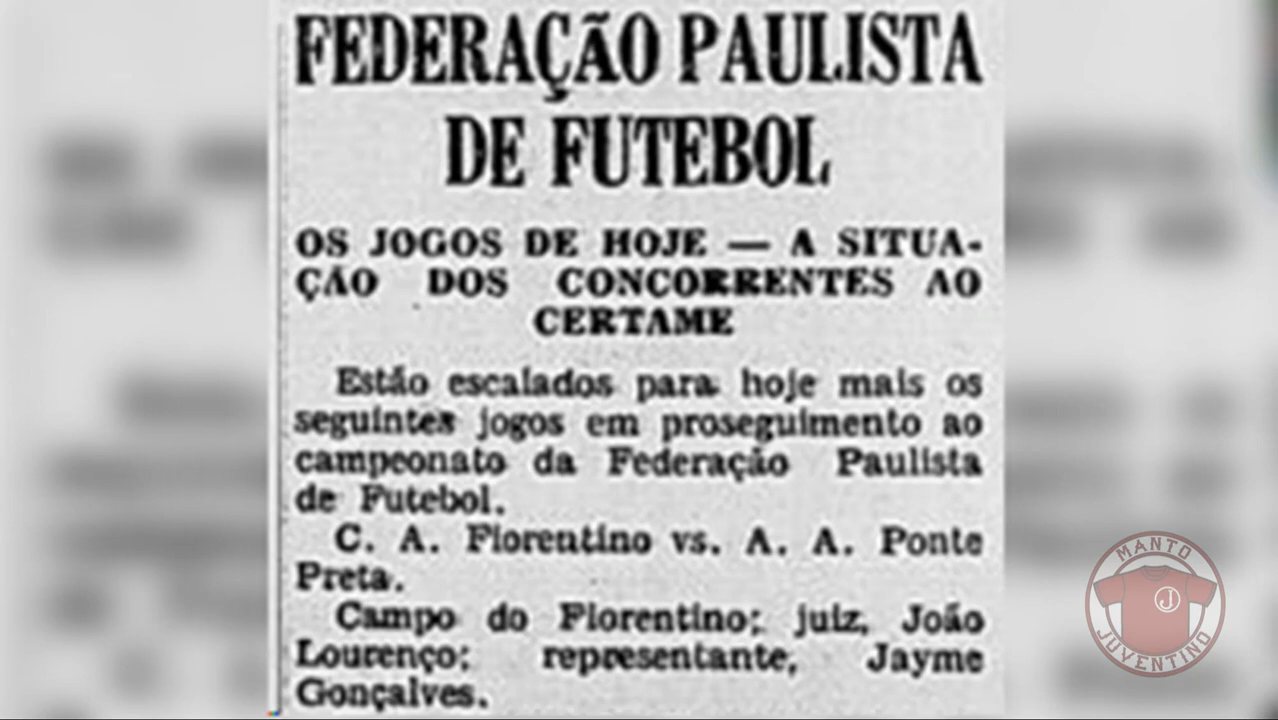 FEDERAÇÃO PAULISTA
DE FUTEBOL
OS JOGOS DE HOJE — A SITUA-
ÇÃO DOS CONCORRENTES AO
CERTAME
Estão escalados para hoje mais os
seguintes jogos em proseguimento ao
campeonato da Federação Paulista
de Futebol.
C. A. Fiorentino vs. A. A. Ponte
Preta.
Campo do Fiorentino; juiz, João
Lourenço; representante, Jayme
Gonçalves.
MANTO
J
JUVENTINO